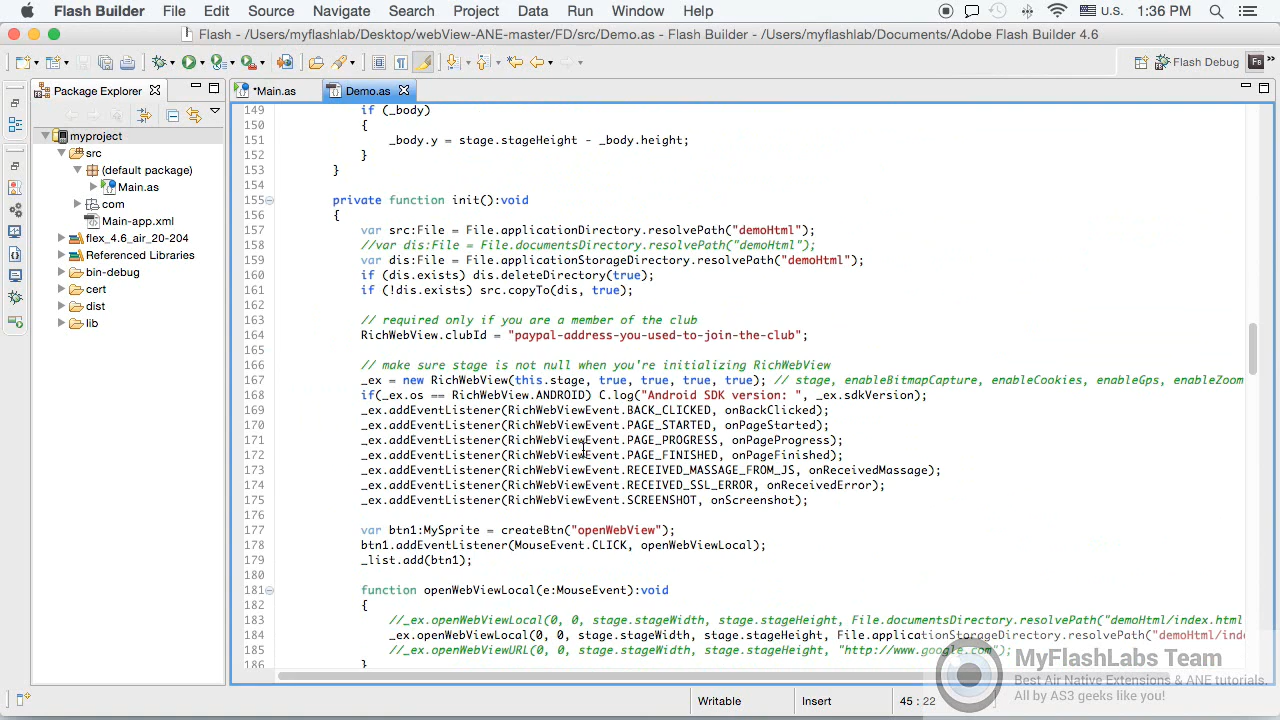 Flash Builder File Edit Source Navigate Search Project Data Run Window Help U.S. 1:36 PM
Flash - /Users/myflashlab/Desktop/webView-ANE-master/FD/src/Demo.as - Flash Builder - /Users/myflashlab/Documents/Adobe Flash Builder 4.6
Flash Debug Fb
Package Explorer
*Main.as Demo.as
myproject
src
(default package)
Main.as
com
Main-app.xml
flex_4.6_air_20-204
Referenced Libraries
bin-debug
cert
dist
lib
149 if (_body)
150 {
151 _body.y = stage.stageHeight - _body.height;
152 }
153 }
154
155 private function init():void
156 {
157 var src:File = File.applicationDirectory.resolvePath("demoHtml");
158 //var dis:File = File.documentsDirectory.resolvePath("demoHtml");
159 var dis:File = File.applicationStorageDirectory.resolvePath("demoHtml");
160 if (dis.exists) dis.deleteDirectory(true);
161 if (!dis.exists) src.copyTo(dis, true);
162
163 // required only if you are a member of the club
164 RichWebView.clubId = "paypal-address-you-used-to-join-the-club";
165
166 // make sure stage is not null when you're initializing RichWebView
167 _ex = new RichWebView(this.stage, true, true, true, true); // stage, enableBitmapCapture, enableCookies, enableGps, enableZoom
168 if(_ex.os == RichWebView.ANDROID) C.log("Android SDK version: ", _ex.sdkVersion);
169 _ex.addEventListener(RichWebViewEvent.BACK_CLICKED, onBackClicked);
170 _ex.addEventListener(RichWebViewEvent.PAGE_STARTED, onPageStarted);
171 _ex.addEventListener(RichWebViewEvent.PAGE_PROGRESS, onPageProgress);
172 _ex.addEventListener(RichWebViewEvent.PAGE_FINISHED, onPageFinished);
173 _ex.addEventListener(RichWebViewEvent.RECEIVED_MASSAGE_FROM_JS, onReceivedMassage);
174 _ex.addEventListener(RichWebViewEvent.RECEIVED_SSL_ERROR, onReceivedError);
175 _ex.addEventListener(RichWebViewEvent.SCREENSHOT, onScreenshot);
176
177 var btn1:MySprite = createBtn("openWebView");
178 btn1.addEventListener(MouseEvent.CLICK, openWebViewLocal);
179 _list.add(btn1);
180
181 function openWebViewLocal(e:MouseEvent):void
182 {
183 //_ex.openWebViewLocal(0, 0, stage.stageWidth, stage.stageHeight, File.documentsDirectory.resolvePath("demoHtml/index.html
184 _ex.openWebViewLocal(0, 0, stage.stageWidth, stage.stageHeight, File.applicationStorageDirectory.resolvePath("demoHtml/inde
185 //_ex.openWebViewURL(0, 0, stage.stageWidth, stage.stageHeight, "http://www.google.com");
186 }
MyFlashLabs Team
Best Air Native Extensions & ANE tutorials.
All by AS3 geeks like you!
Writable Insert 45 : 22